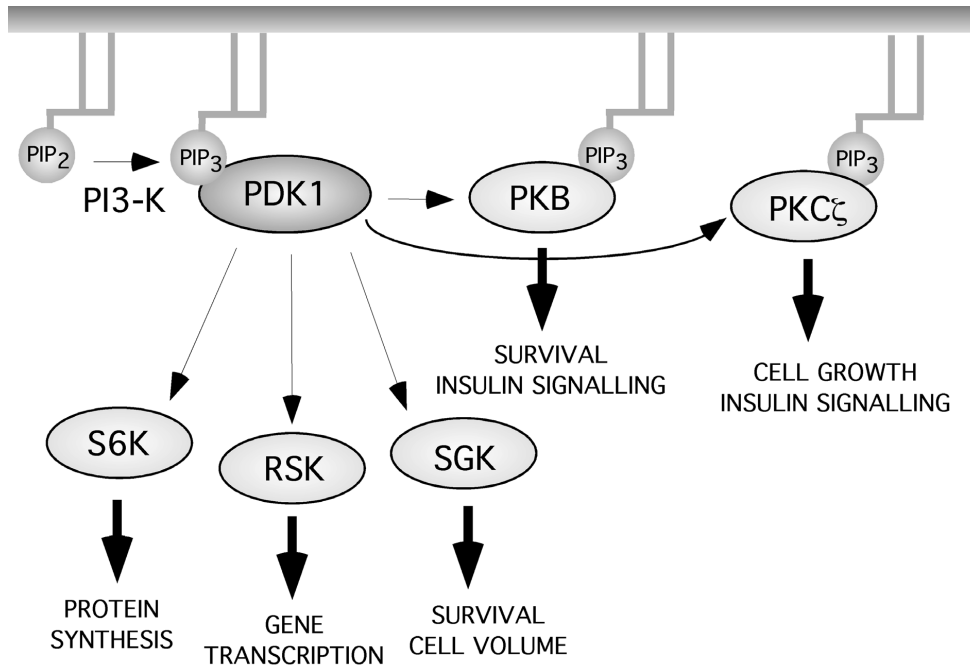 PIP2
PI3-K
PIP3
PDK1
PKB
PIP3
PKCζ
PIP3
SURVIVAL
INSULIN SIGNALLING
CELL GROWTH
INSULIN SIGNALLING
S6K
RSK
SGK
PROTEIN
SYNTHESIS
GENE
TRANSCRIPTION
SURVIVAL
CELL VOLUME